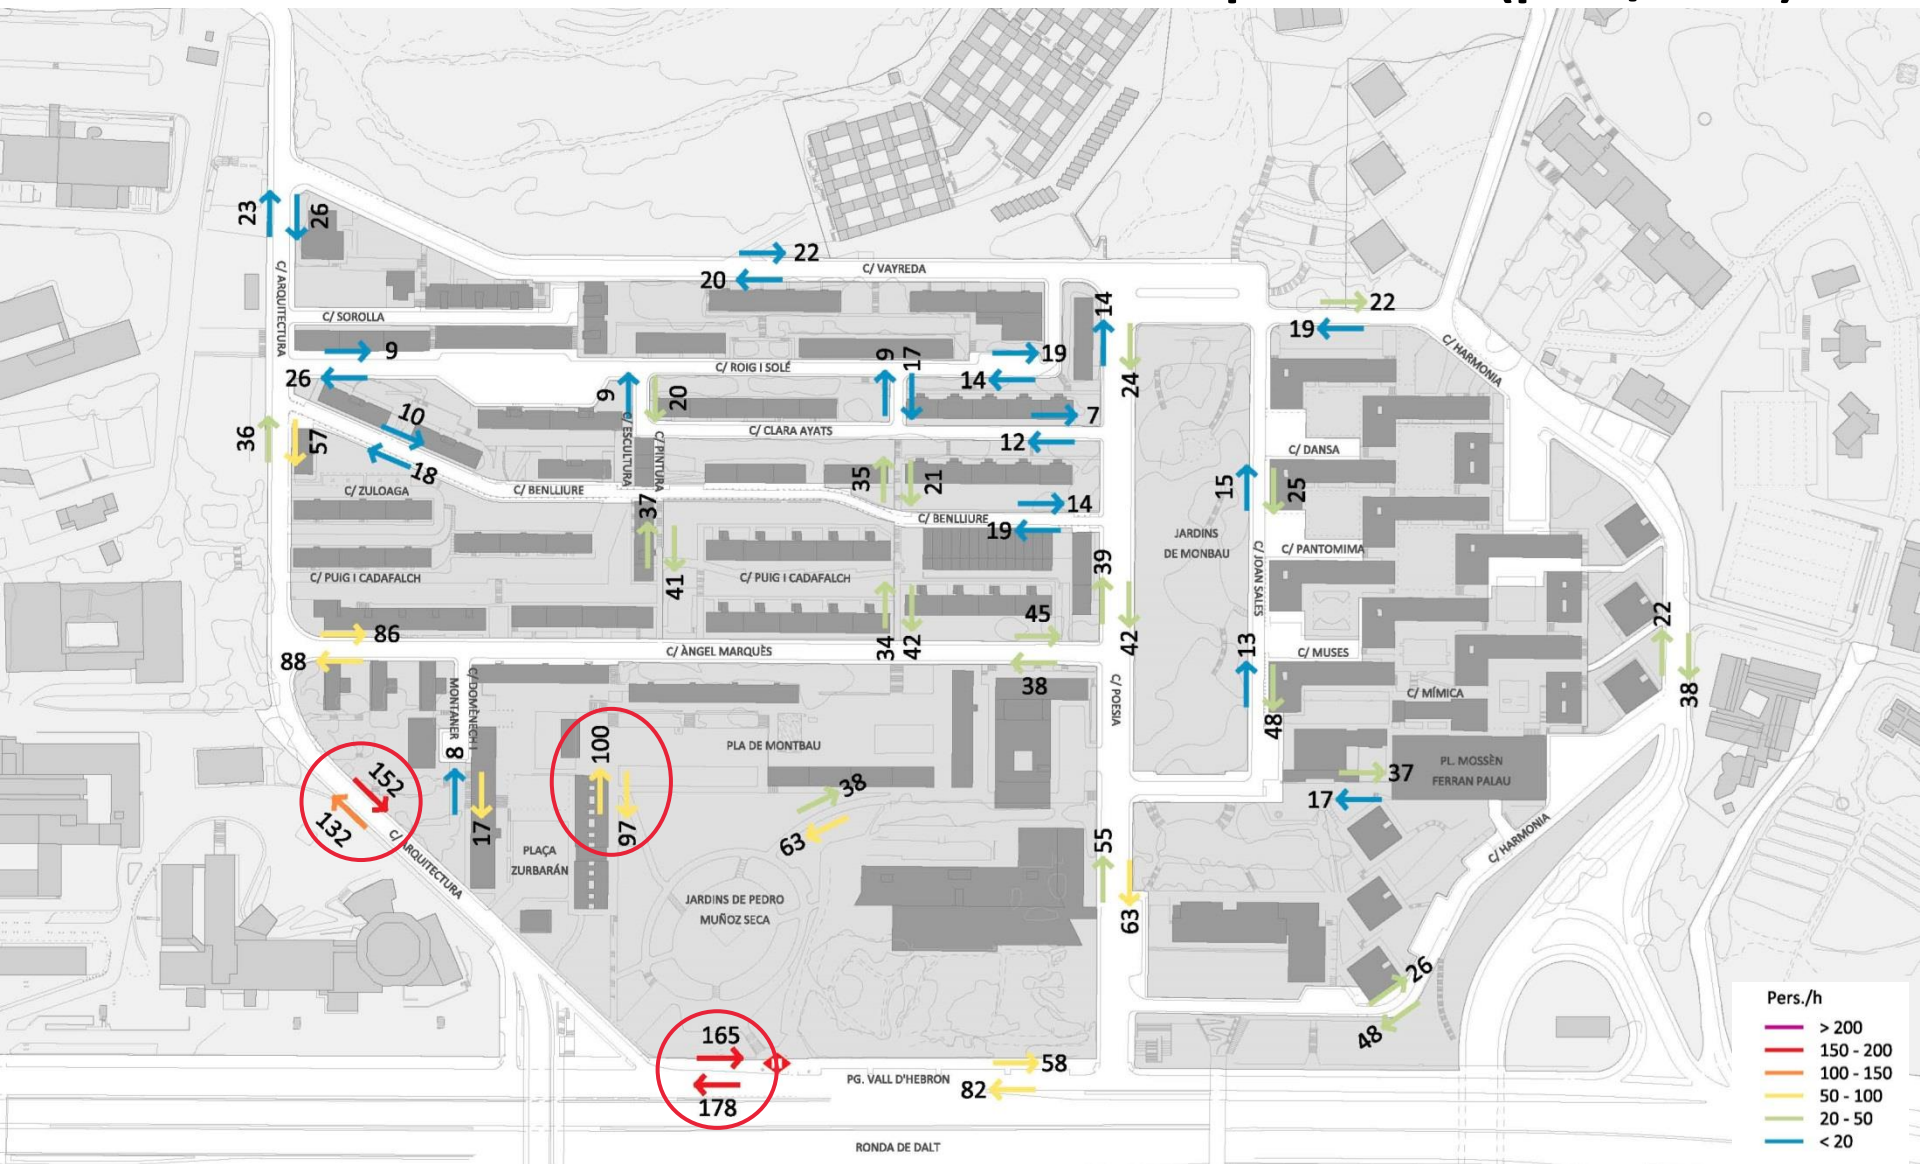 23
26
22
20
C/ VAYREDA
14
22
19
24
C/ ARQUITECTURA
C/ SOROLLA
9
26
C/ ROIG I SOLÉ
9
17
19
14
C/ HARMONIA
10
9
20
7
36
57
18
C/ ESCULTURA
C/ PINTURA
C/ CLARA AYATS
12
C/ DANSA
C/ ZULOAGA
C/ BENLLIURE
35
21
14
15
25
37
C/ BENLLIURE
19
JARDINS
DE MONBAU
C/ JOAN SALES
C/ PANTOMIMA
C/ PUIG I CADAFALCH
41
C/ PUIG I CADAFALCH
39
45
42
22
38
86
88
C/ ÀNGEL MARQUÈS
34
42
38
13
48
C/ MUSES
C/ MÍMICA
C/ DOMÈNECH I
MONTANER
C/ POESIA
8
17
100
97
PLA DE MONTBAU
38
63
37
17
PL. MOSSÈN
FERRAN PALAU
152
132
C/ ARQUITECTURA
PLAÇA
ZURBARÁN
JARDINS DE PEDRO
MUÑOZ SECA
55
63
C/ HARMONIA
26
48
165
178
58
82
PG. VALL D'HEBRON
RONDA DE DALT
Pers./h
> 200
150 - 200
100 - 150
50 - 100
20 - 50
< 20